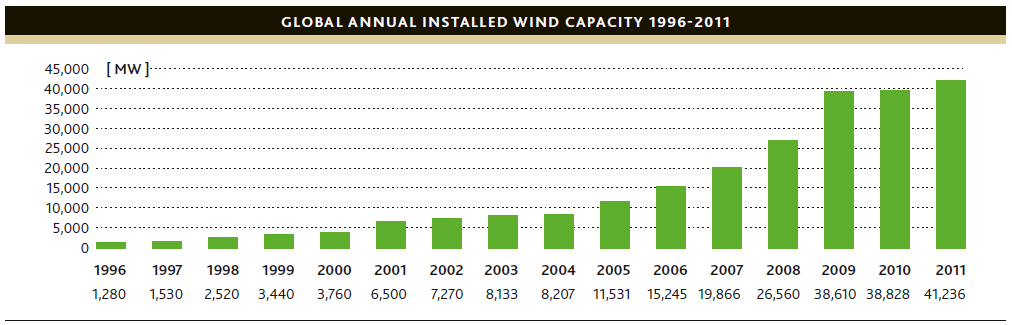 GLOBAL ANNUAL INSTALLED WIND CAPACITY 1996-2011
45,000 [ MW ]
40,000
35,000
30,000
25,000
20,000
15,000
10,000
5,000
0
1996 1997 1998 1999 2000 2001 2002 2003 2004 2005 2006 2007 2008 2009 2010 2011
1,280 1,530 2,520 3,440 3,760 6,500 7,270 8,133 8,207 11,531 15,245 19,866 26,560 38,610 38,828 41,236